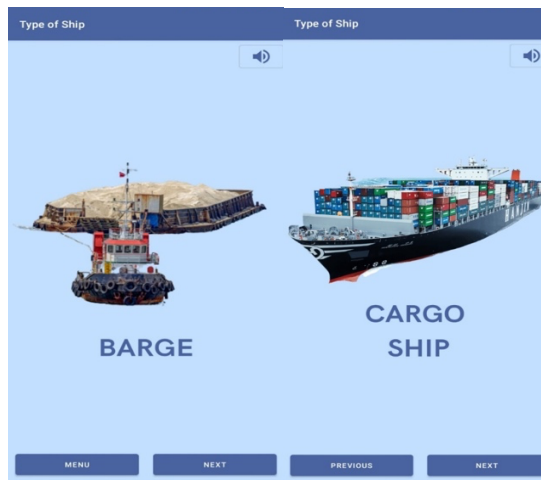 Type of Ship
BARGE
MENU
NEXT
Type of Ship
CARGO
SHIP
PREVIOUS
NEXT